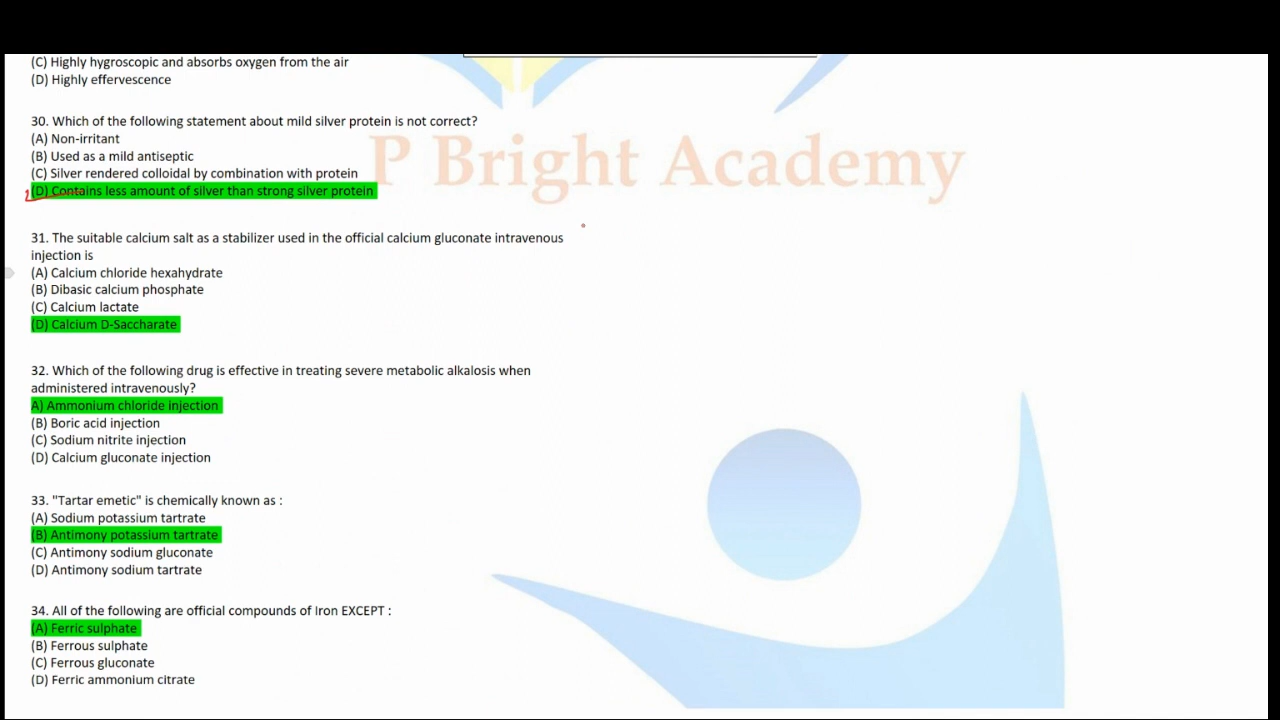 (C) Highly hygroscopic and absorbs oxygen from the air
(D) Highly effervescence
30. Which of the following statement about mild silver protein is not correct?
(A) Non-irritant
(B) Used as a mild antiseptic
(C) Silver rendered colloidal by combination with protein
(D) Contains less amount of silver than strong silver protein
P Bright Academy
31. The suitable calcium salt as a stabilizer used in the official calcium gluconate intravenous
injection is
(A) Calcium chloride hexahydrate
(B) Dibasic calcium phosphate
(C) Calcium lactate
(D) Calcium D-Saccharate
32. Which of the following drug is effective in treating severe metabolic alkalosis when
administered intravenously?
A) Ammonium chloride injection
(B) Boric acid injection
(C) Sodium nitrite injection
(D) Calcium gluconate injection
33. "Tartar emetic" is chemically known as :
(A) Sodium potassium tartrate
(B) Antimony potassium tartrate
(C) Antimony sodium gluconate
(D) Antimony sodium tartrate
34. All of the following are official compounds of Iron EXCEPT :
(A) Ferric sulphate
(B) Ferrous sulphate
(C) Ferrous gluconate
(D) Ferric ammonium citrate